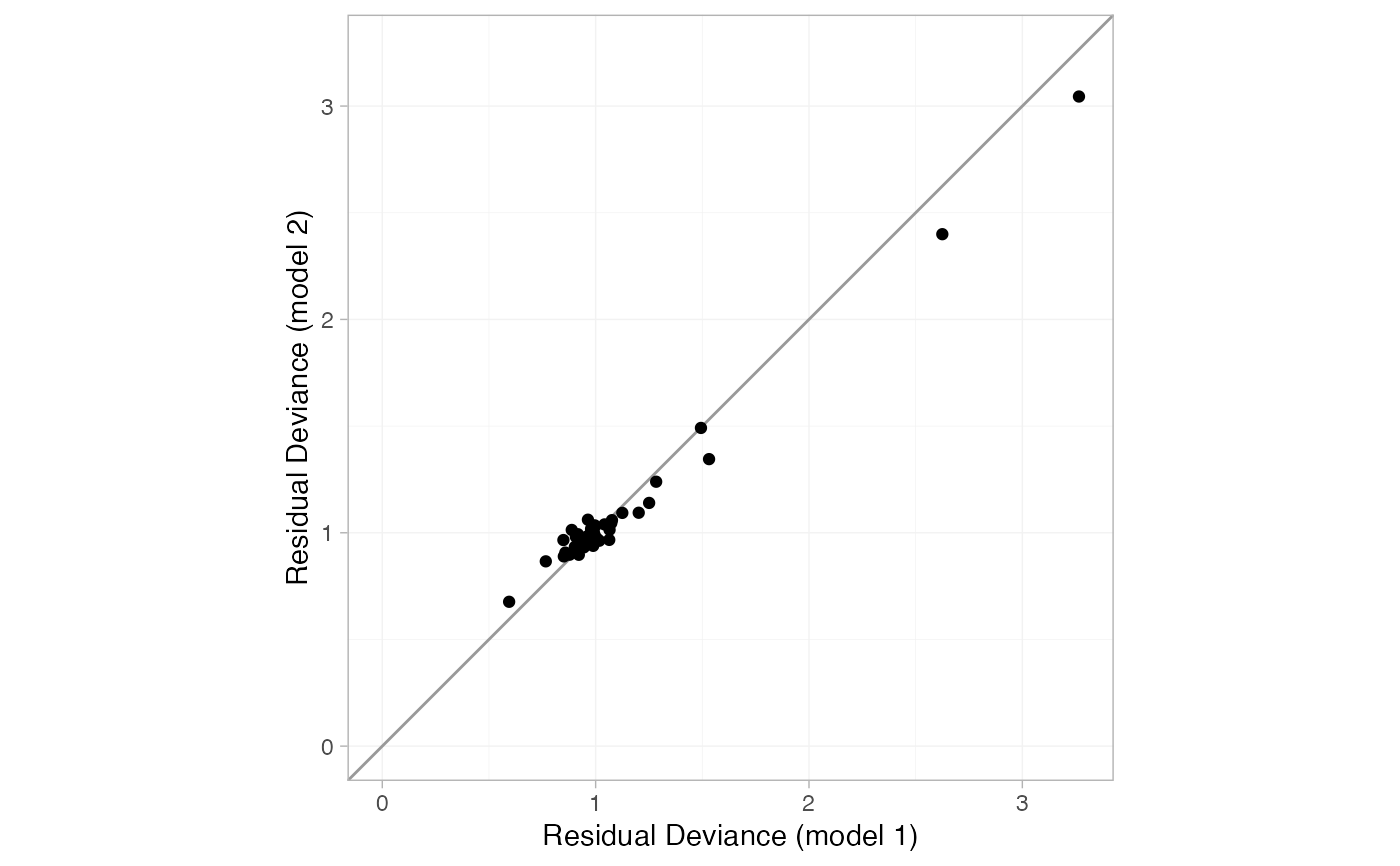 Residual Deviance (model 2)
3
2
1
0
0 1 2 3
Residual Deviance (model 1)